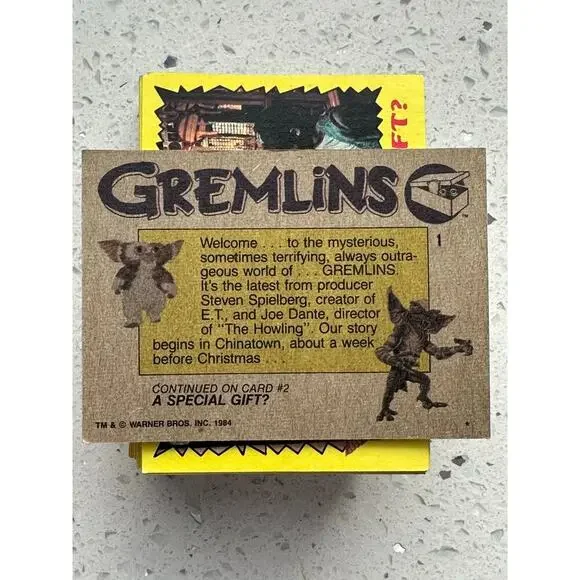 FT?
GREMLiNS
TM
1
Welcome . . . to the mysterious,
sometimes terrifying, always outra-
geous world of . . . GREMLINS.
It's the latest from producer
Steven Spielberg, creator of
E.T., and Joe Dante, director
of "The Howling". Our story
begins in Chinatown, about a week
before Christmas . . .
CONTINUED ON CARD #2
A SPECIAL GIFT?
TM & © WARNER BROS. INC. 1984
*